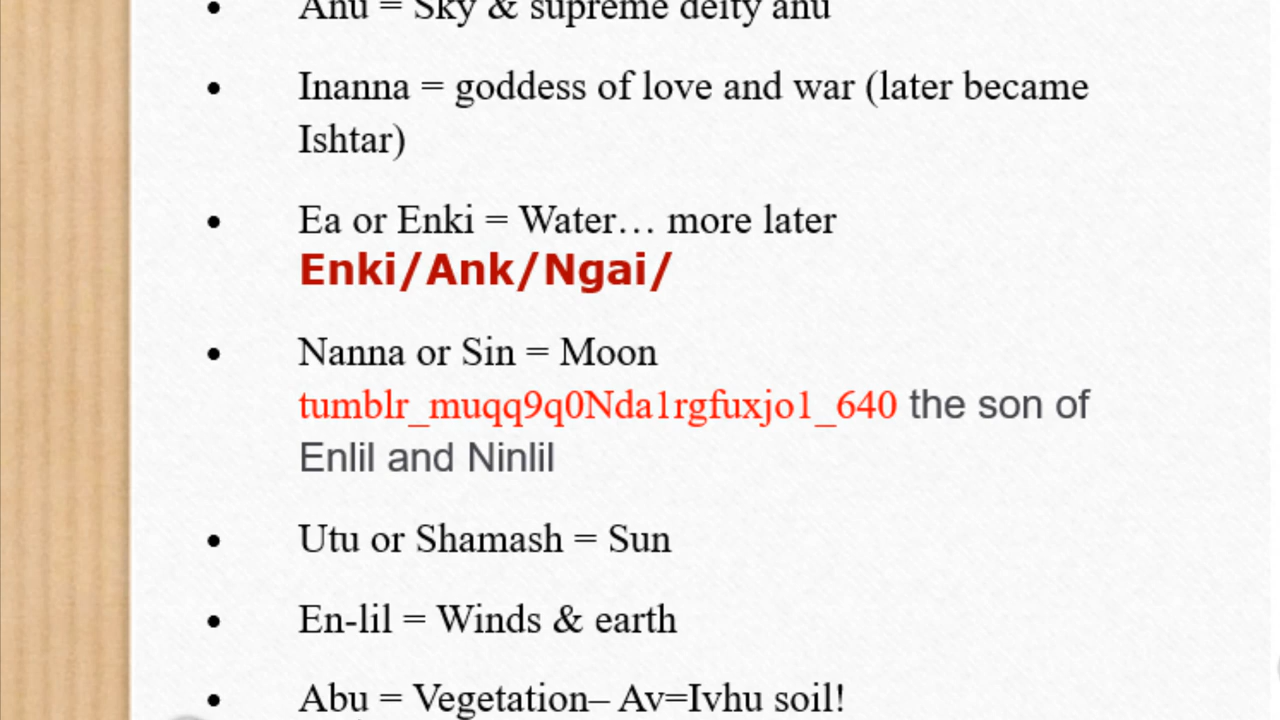 • Anu = Sky & supreme deity anu
• Inanna = goddess of love and war (later became
Ishtar)
• Ea or Enki = Water… more later
Enki/Ank/Ngai/
• Nanna or Sin = Moon
tumblr_muqq9q0Nda1rgfuxjo1_640 the son of
Enlil and Ninlil
• Utu or Shamash = Sun
• En-lil = Winds & earth
• Abu = Vegetation– Av=Ivhu soil!